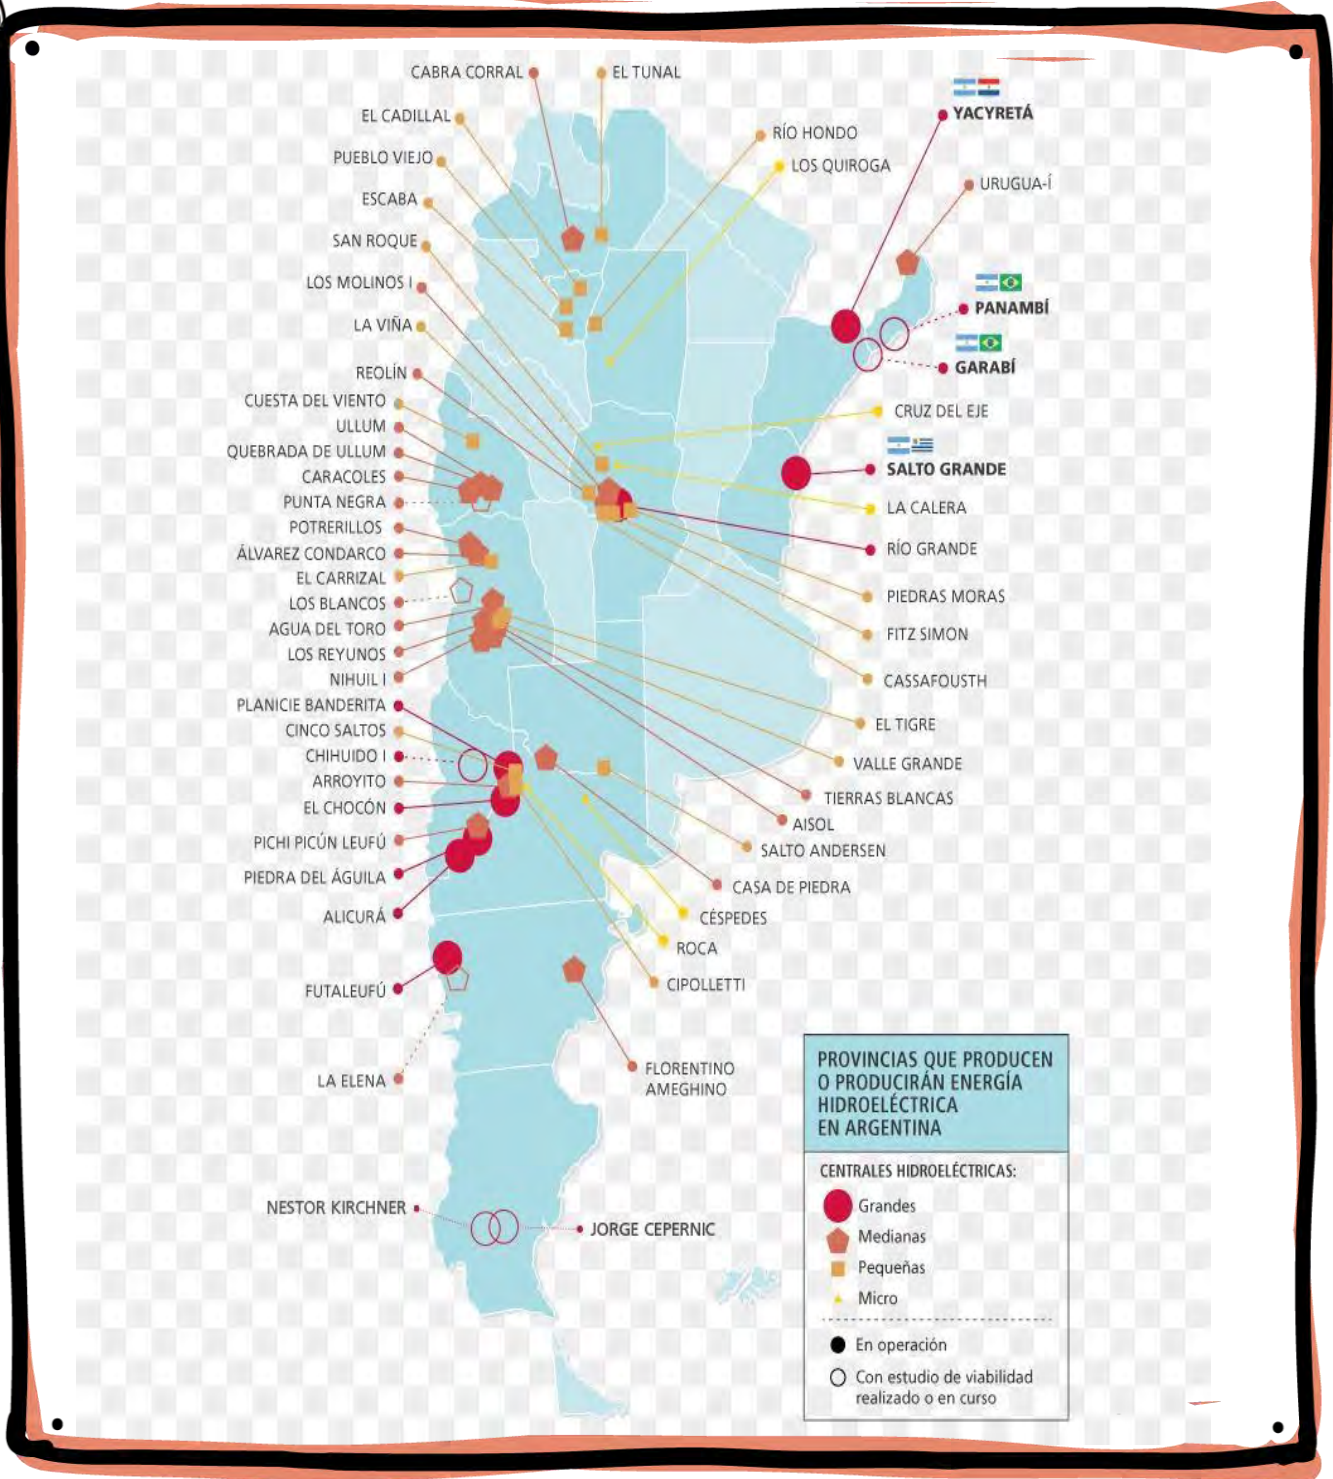 CABRA CORRAL
EL TUNAL
EL CADILLAL
YACYRETÁ
RÍO HONDO
PUEBLO VIEJO
LOS QUIROGA
URUGUA-Í
ESCABA
SAN ROQUE
LOS MOLINOS I
PANAMBÍ
LA VIÑA
GARABÍ
REOLÍN
CUESTA DEL VIENTO
CRUZ DEL EJE
ULLUM
QUEBRADA DE ULLUM
SALTO GRANDE
CARACOLES
PUNTA NEGRA
LA CALERA
POTRERILLOS
ÁLVAREZ CONDARCO
RÍO GRANDE
EL CARRIZAL
LOS BLANCOS
PIEDRAS MORAS
AGUA DEL TORO
FITZ SIMON
LOS REYUNOS
NIHUIL I
CASSAFOUSTH
PLANICIE BANDERITA
EL TIGRE
CINCO SALTOS
CHIHUIDO I
VALLE GRANDE
ARROYITO
TIERRAS BLANCAS
EL CHOCÓN
AISOL
PICHI PICÚN LEUFÚ
SALTO ANDERSEN
PIEDRA DEL ÁGUILA
CASA DE PIEDRA
ALICURÁ
CÉSPEDES
ROCA
FUTALEUFÚ
CIPOLLETTI
LA ELENA
FLORENTINO
AMEGHINO
NESTOR KIRCHNER
JORGE CEPERNIC
PROVINCIAS QUE PRODUCEN
O PRODUCIRÁN ENERGÍA
HIDROELÉCTRICA
EN ARGENTINA
CENTRALES HIDROELÉCTRICAS:
Grandes
Medianas
Pequeñas
Micro
En operación
Con estudio de viabilidad
realizado o en curso